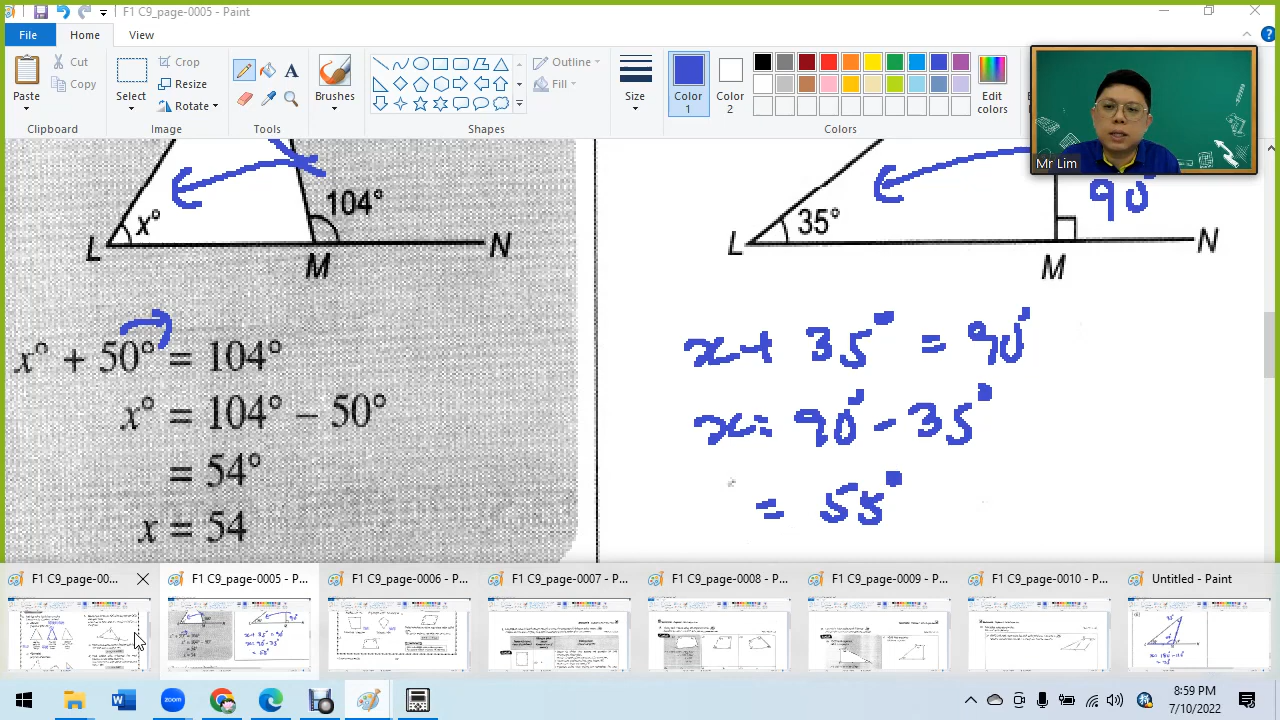 F1 C9_page-0005 - Paint
File Home View
Paste Cut Copy Select Crop Resize Rotate Brushes Outline Fill Size Color 1 Color 2 Edit colors
Clipboard Image Tools Shapes Colors
Mr Lim
x° 104° L M N
35° 90° L M N
x° + 50° = 104°
x° = 104° – 50°
= 54°
x = 54
x + 35° = 90°
x = 90° - 35°
= 55°
F1 C9_page-00... F1 C9_page-0005 - P... F1 C9_page-0006 - P... F1 C9_page-0007 - P... F1 C9_page-0008 - P... F1 C9_page-0009 - P... F1 C9_page-0010 - P... Untitled - Paint
zoom
8:59 PM
7/10/2022